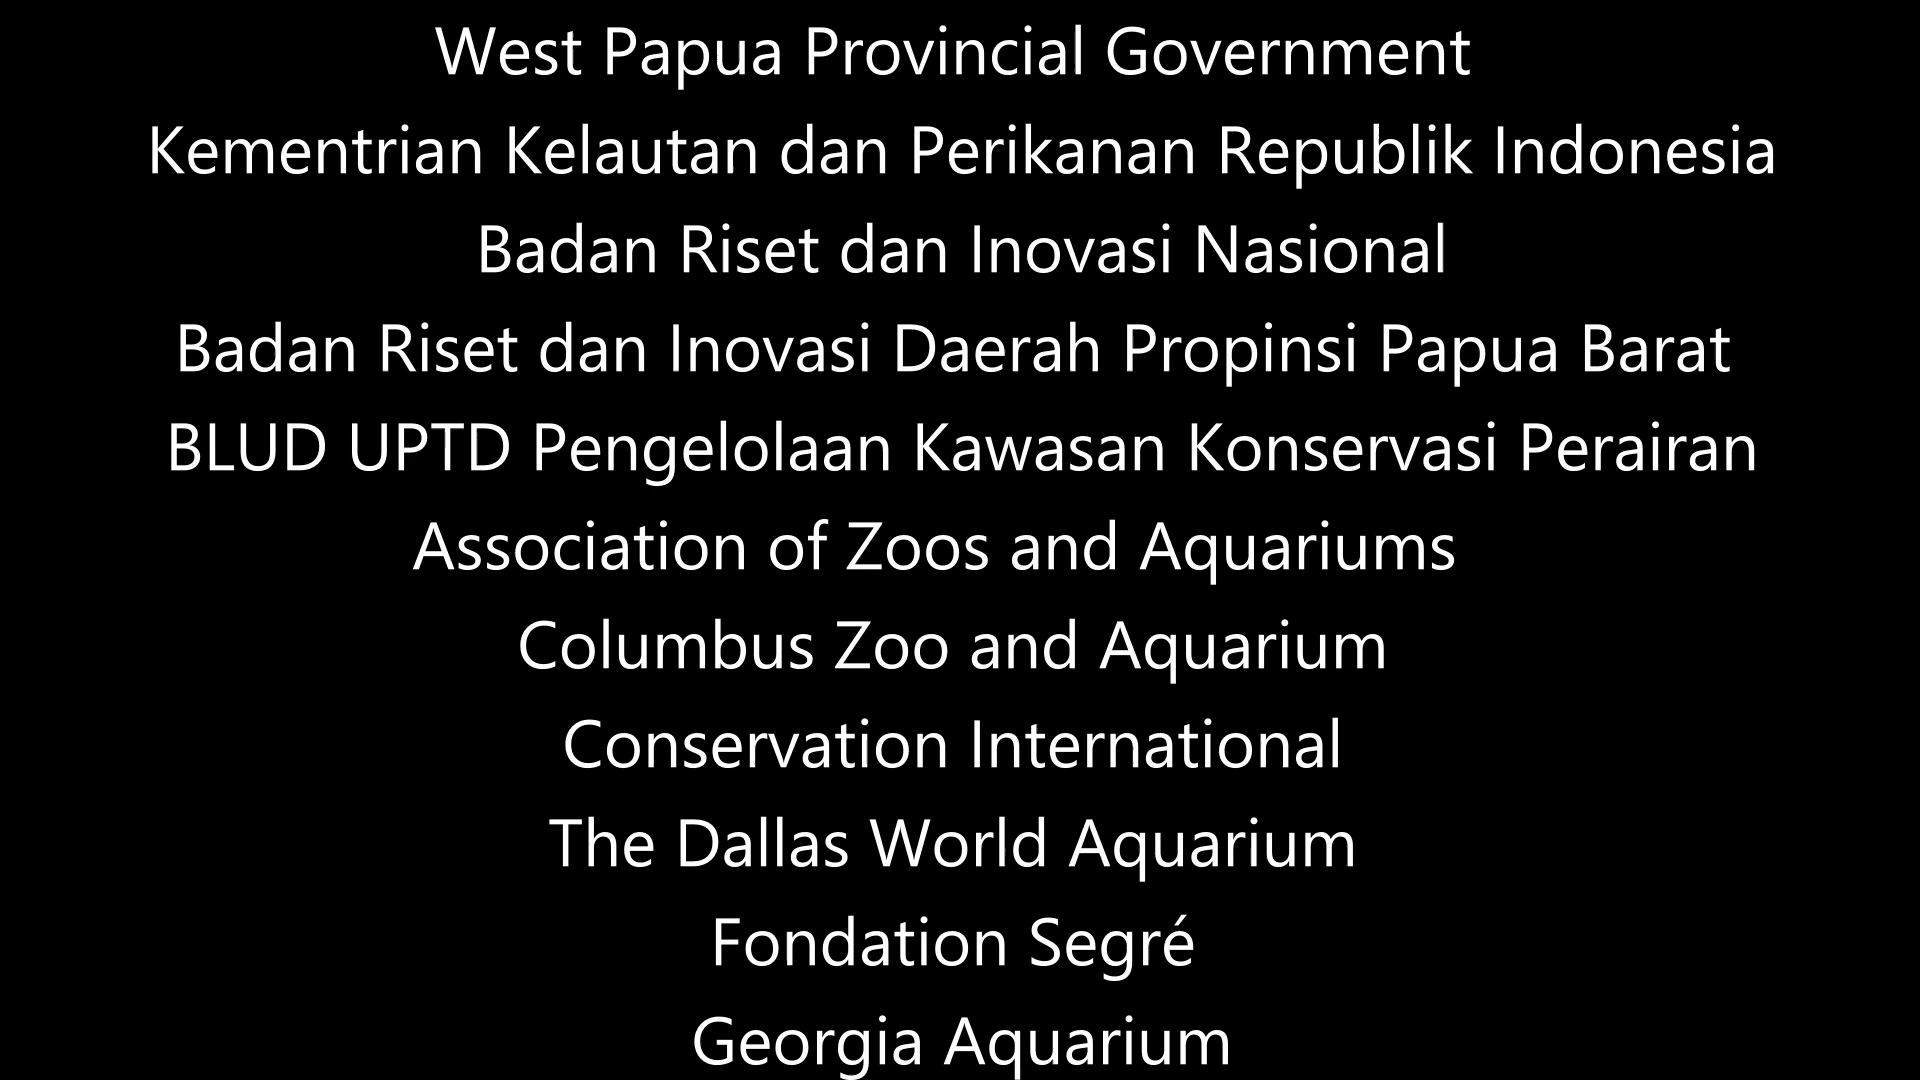 West Papua Provincial Government
Kementrian Kelautan dan Perikanan Republik Indonesia
Badan Riset dan Inovasi Nasional
Badan Riset dan Inovasi Daerah Propinsi Papua Barat
BLUD UPTD Pengelolaan Kawasan Konservasi Perairan
Association of Zoos and Aquariums
Columbus Zoo and Aquarium
Conservation International
The Dallas World Aquarium
Fondation Segré
Georgia Aquarium